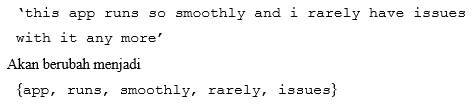 ‘this app runs so smoothly and i rarely have issues
with it any more’
Akan berubah menjadi
{app, runs, smoothly, rarely, issues}